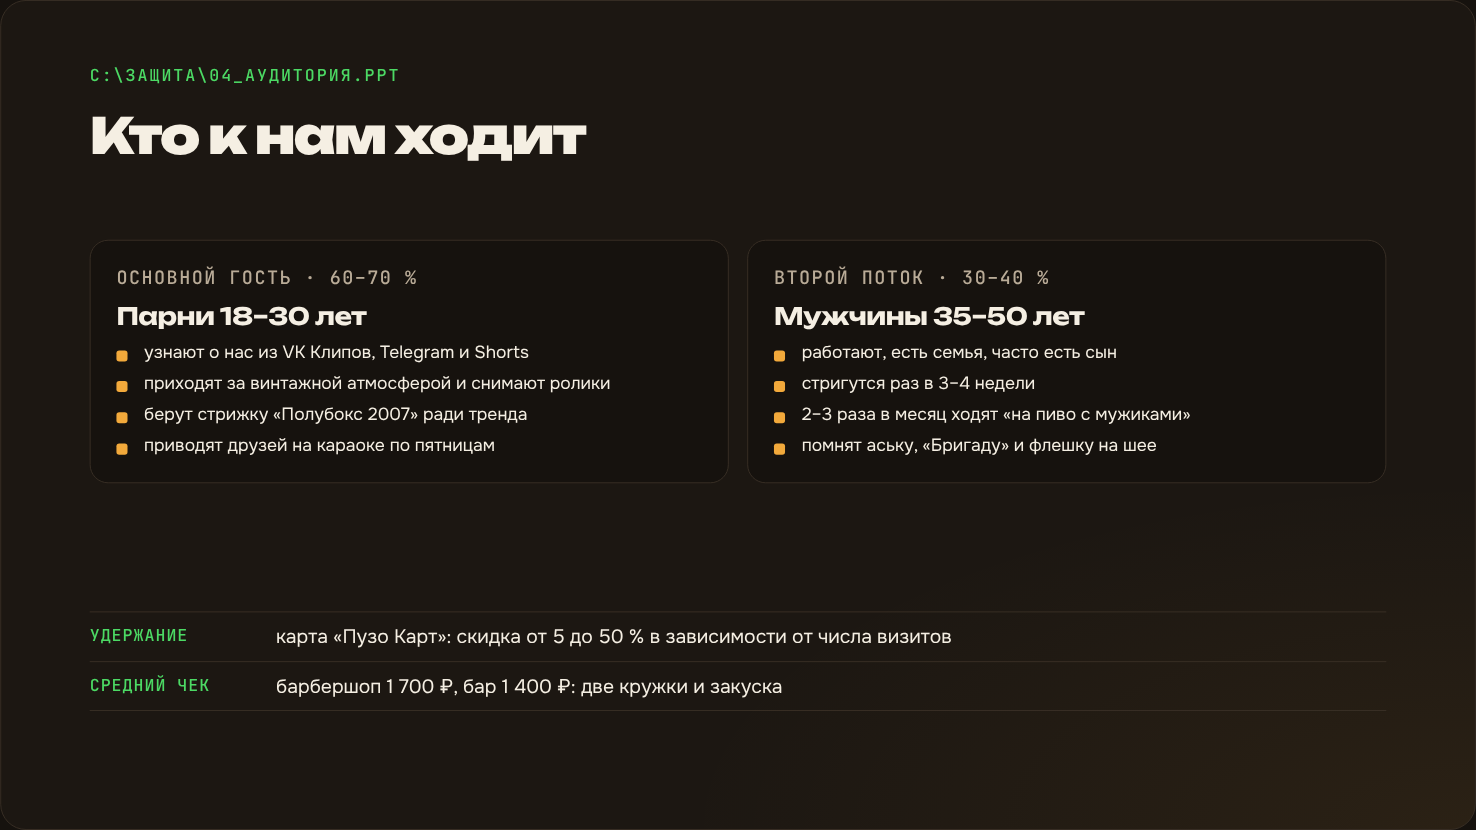 C:\ЗАЩИТА\04_АУДИТОРИЯ.PPT
Кто к нам ходит
ОСНОВНОЙ ГОСТЬ · 60–70 %
Парни 18–30 лет
узнают о нас из VK Клипов, Telegram и Shorts
приходят за винтажной атмосферой и снимают ролики
берут стрижку «Полубокс 2007» ради тренда
приводят друзей на караоке по пятницам
ВТОРОЙ ПОТОК · 30–40 %
Мужчины 35–50 лет
работают, есть семья, часто есть сын
стригутся раз в 3–4 недели
2–3 раза в месяц ходят «на пиво с мужиками»
помнят аську, «Бригаду» и флешку на шее
УДЕРЖАНИЕ карта «Пузо Карт»: скидка от 5 до 50 % в зависимости от числа визитов
СРЕДНИЙ ЧЕК барбершоп 1 700 ₽, бар 1 400 ₽: две кружки и закуска